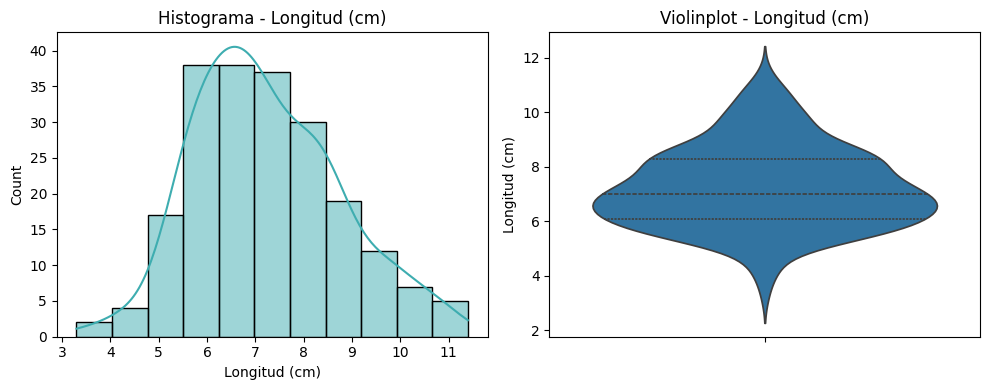 Histograma - Longitud (cm)
Count
40
35
30
25
20
15
10
5
0
3 4 5 6 7 8 9 10 11
Longitud (cm)
Violinplot - Longitud (cm)
Longitud (cm)
12
10
8
6
4
2